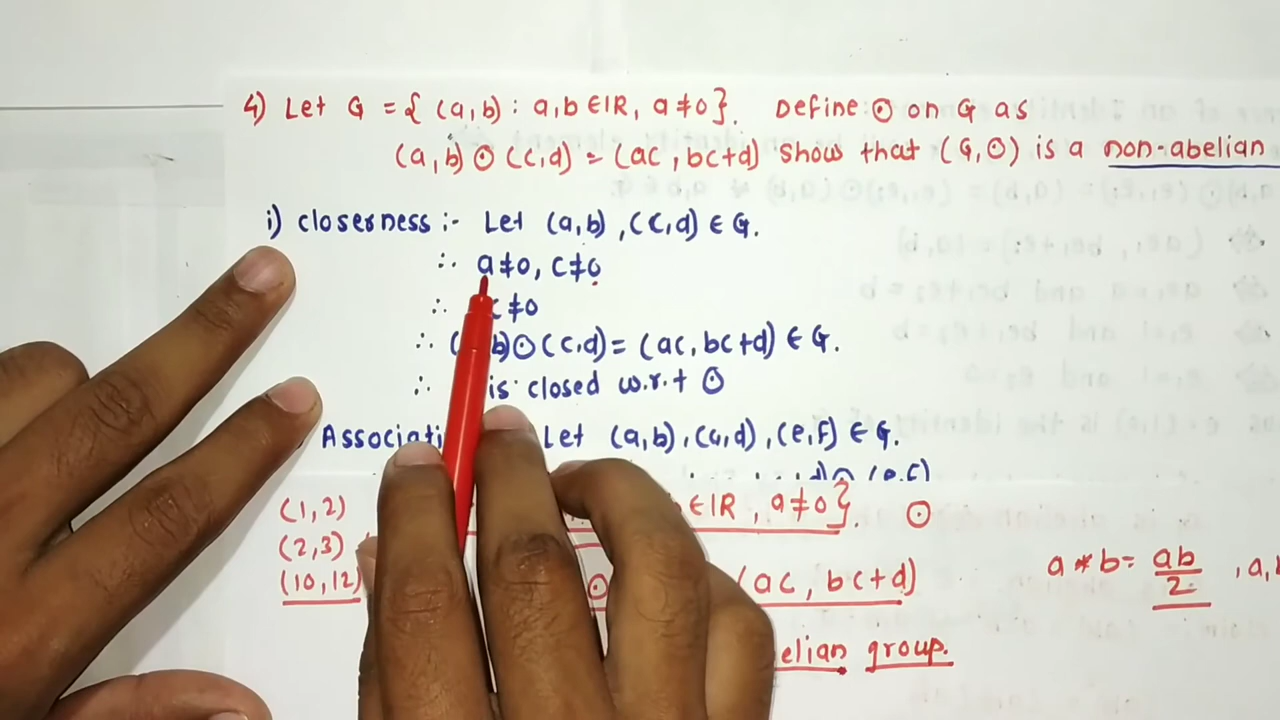 4) Let G = { (a,b) : a,b ∈ IR, a ≠ 0}. Define ⊙ on G as
(a,b) ⊙ (c,d) = (ac, bc+d) show that (G,⊙) is a non-abelian
i) closerness :- Let (a,b), (c,d) ∈ G.
∴ a≠0, c≠0
∴ c ≠0
∴ ( b)⊙(c,d) = (ac, bc+d) ∈ G.
∴ is closed w.r.t ⊙
Associati Let (a,b), (c,d), (e,f) ∈ G.
(e,f)
(1,2) b ∈ IR, a≠0}. ⊙
(2,3)
(10,12) ⊙ (ac, bc+d)
a * b = ab/2 , a,
elian group.